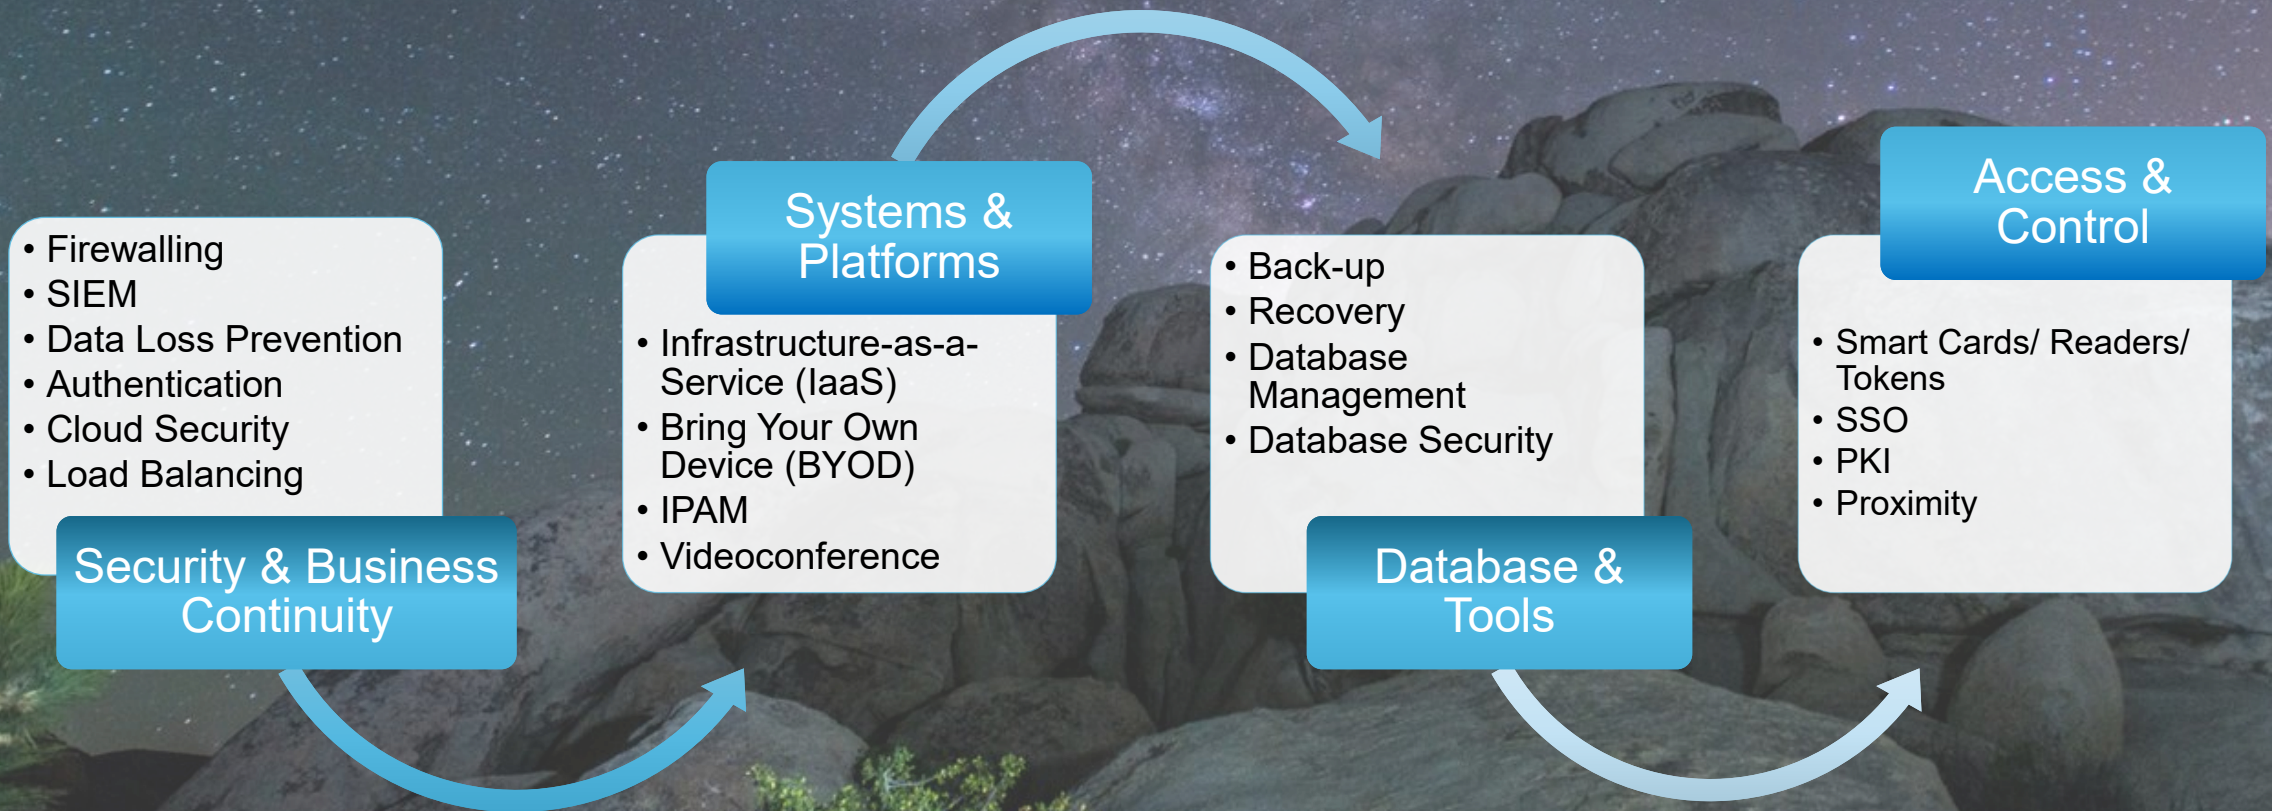 • Firewalling
• SIEM
• Data Loss Prevention
• Authentication
• Cloud Security
• Load Balancing
Security & Business
Continuity
Systems &
Platforms
• Infrastructure-as-a-
Service (IaaS)
• Bring Your Own
Device (BYOD)
• IPAM
• Videoconference
• Back-up
• Recovery
• Database
Management
• Database Security
Database &
Tools
Access &
Control
• Smart Cards/ Readers/
Tokens
• SSO
• PKI
• Proximity